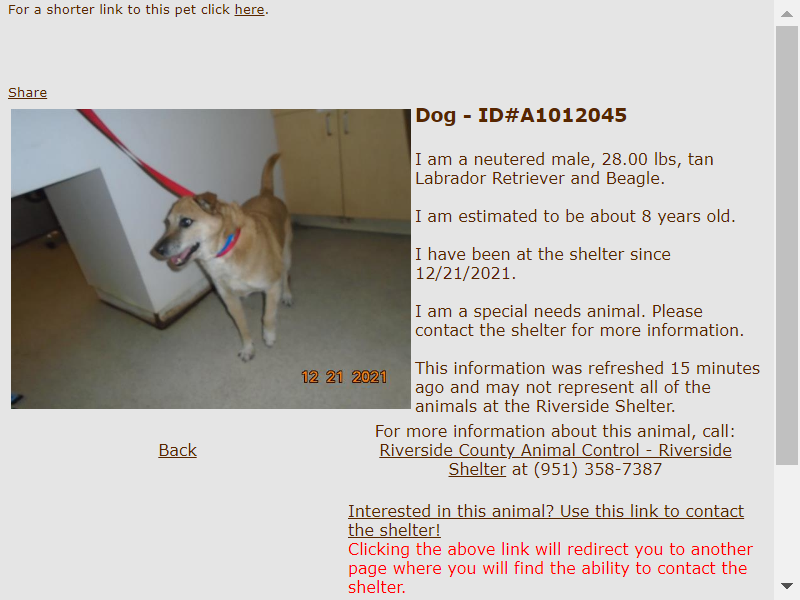 For a shorter link to this pet click here.
Share
Dog - ID#A1012045
I am a neutered male, 28.00 lbs, tan
Labrador Retriever and Beagle.
I am estimated to be about 8 years old.
I have been at the shelter since
12/21/2021.
I am a special needs animal. Please
contact the shelter for more information.
This information was refreshed 15 minutes
ago and may not represent all of the
animals at the Riverside Shelter.
12 21 2021
Back
For more information about this animal, call:
Riverside County Animal Control - Riverside
Shelter at (951) 358-7387
Interested in this animal? Use this link to contact
the shelter!
Clicking the above link will redirect you to another
page where you will find the ability to contact the
shelter.